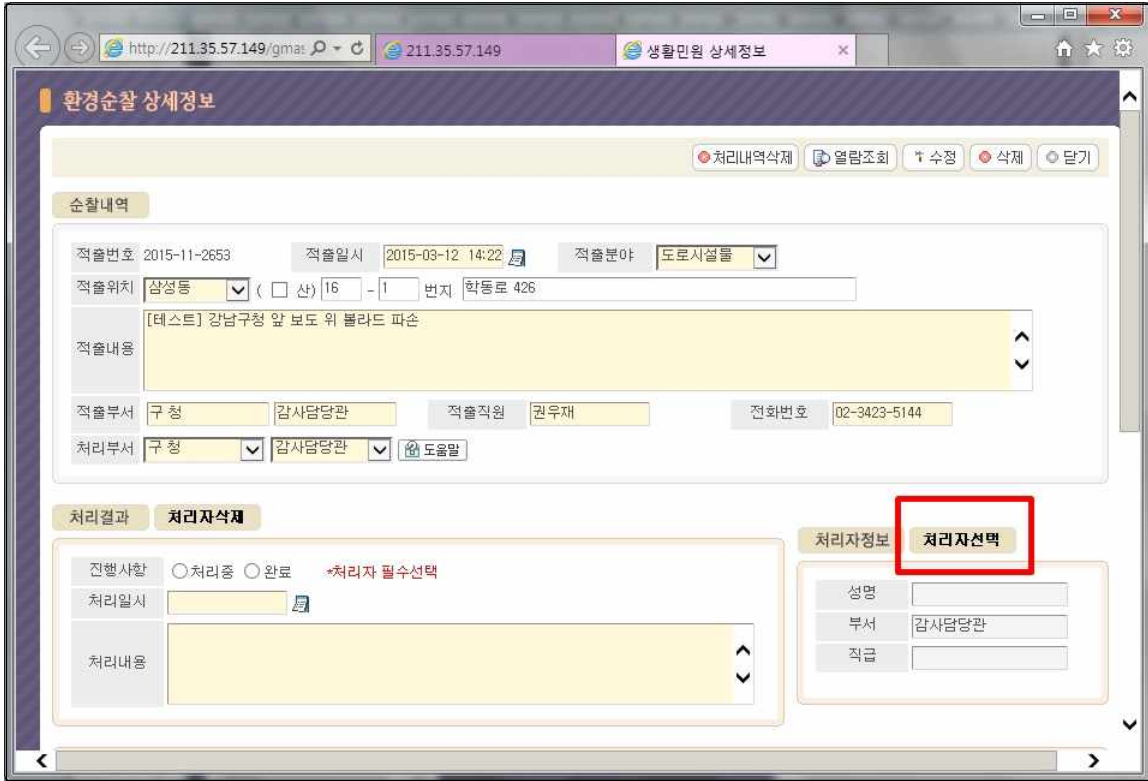 http://211.35.57.149/gmas 211.35.57.149 생활민원 상세정보
환경순찰 상세정보
처리내역삭제 열람조회 수정 삭제 닫기
순찰내역
적출번호 2015-11-2653 적출일시 2015-03-12 14:22 적출분야 도로시설물
적출위치 삼성동 ( 산) 16 - 1 번지 학동로 426
적출내용 [테스트] 강남구청 앞 보도 위 볼라드 파손
적출부서 구 청 감사담당관 적출직원 권우재 전화번호 02-3423-5144
처리부서 구 청 감사담당관 도움말
처리결과 처리자삭제
처리자정보 처리자선택
진행사항 처리중 완료 *처리자 필수선택
처리일시
처리내용
성명
부서 감사담당관
직급